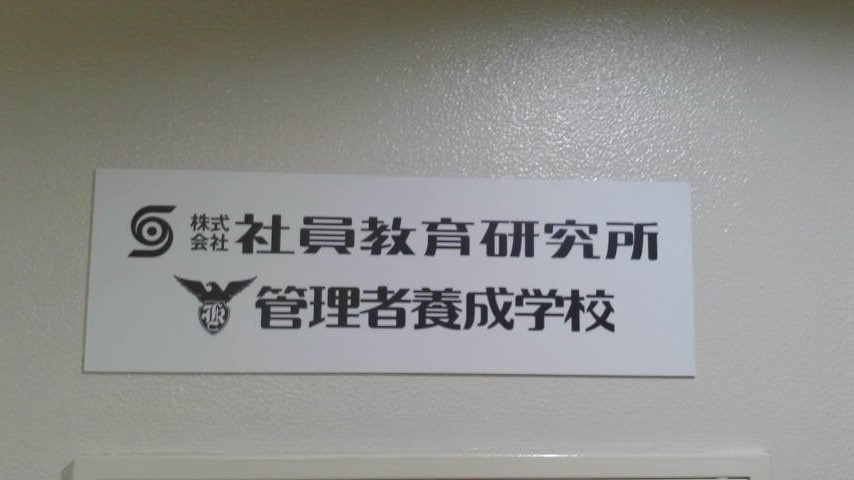 株式会社 社員教育研究所
管理者養成学校